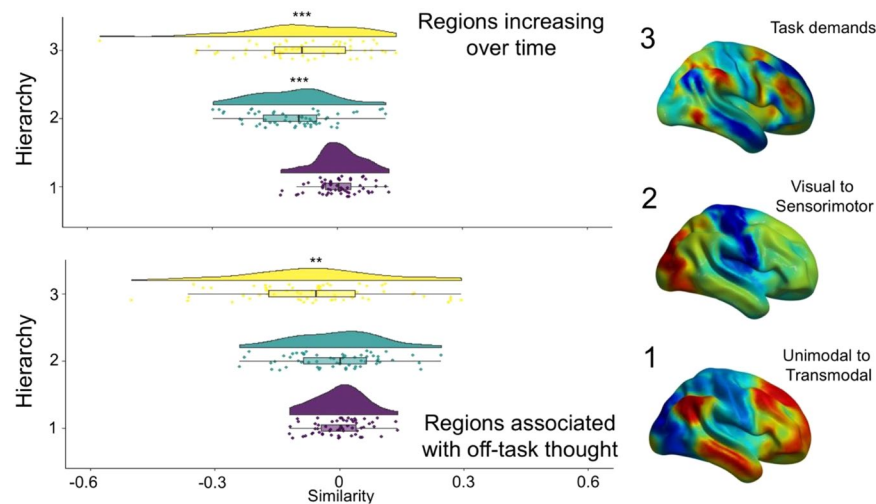 ***
Regions increasing
over time
3
***
2
1
Hierarchy
**
3
2
1
Hierarchy
Regions associated
with off-task thought
-0.6
-0.3
0
0.3
0.6
Similarity
3
Task demands
2
Visual to
Sensorimotor
1
Unimodal to
Transmodal